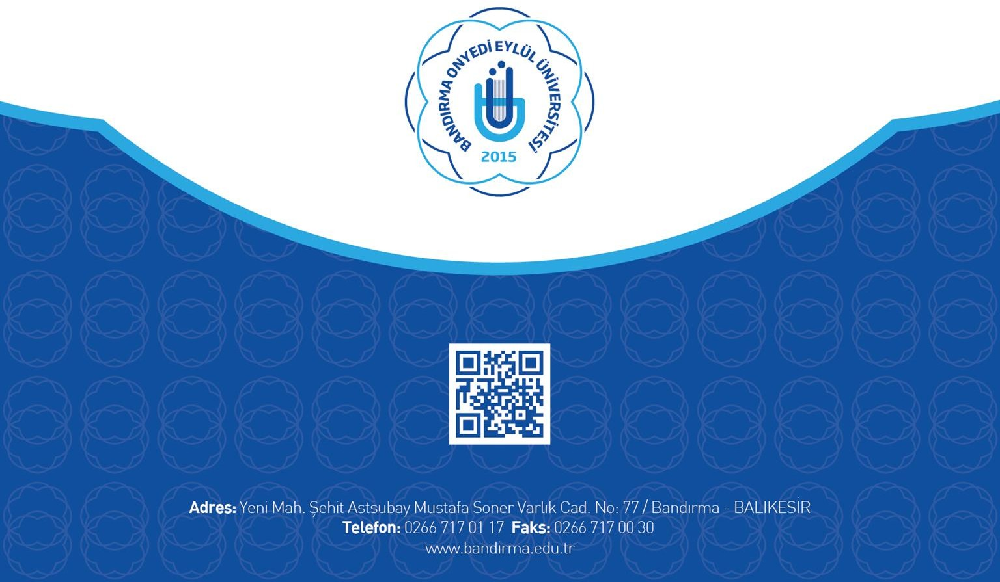 BANDIRMA ONYEDİ EYLÜL ÜNİVERSİTESİ
2015
Adres: Yeni Mah. Şehit Astsubay Mustafa Soner Varlık Cad. No: 77 / Bandırma - BALIKESİR
Telefon: 0266 717 01 17 Faks: 0266 717 00 30
www.bandirma.edu.tr